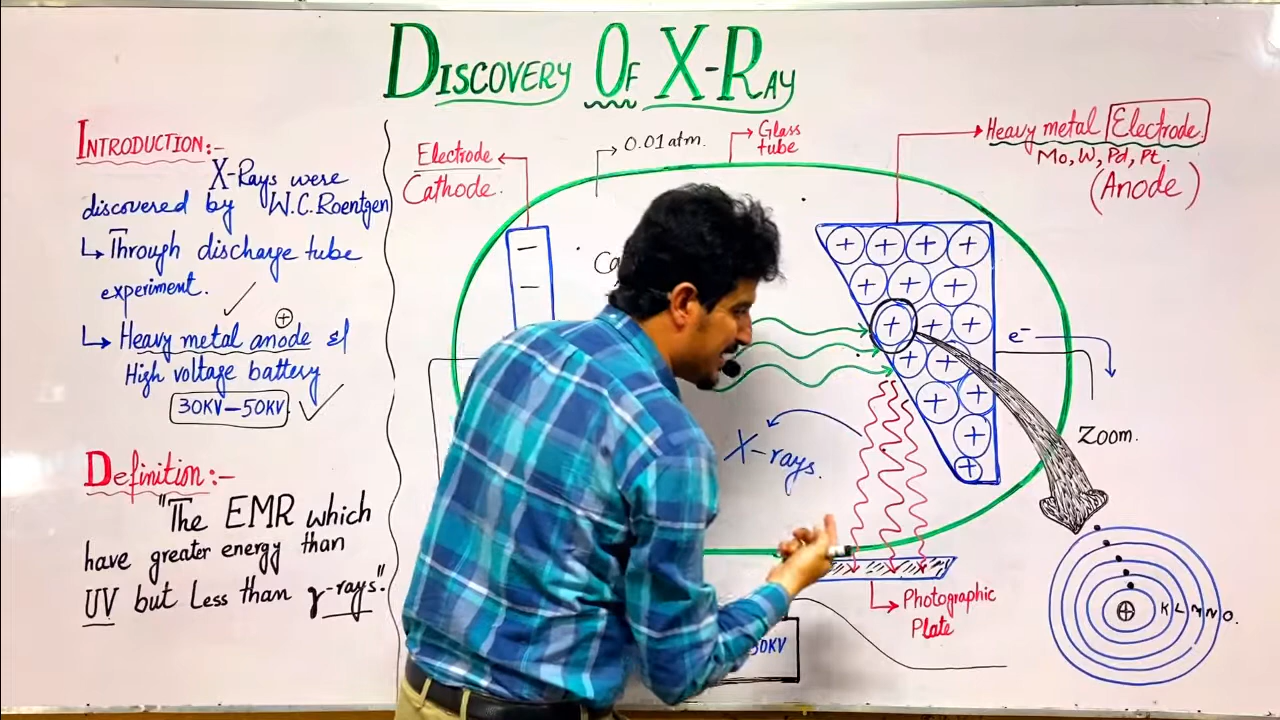 DISCOVERY OF X-RAY
INTRODUCTION:-
X-Rays were
discovered by W.C.Roentgen
↳ Through discharge tube
experiment.
↳ Heavy metal anode &
High voltage battery
30KV-50KV
Definition:-
"The EMR which
have greater energy than
UV but Less than γ-rays."
Electrode
Cathode.
0.01 atm.
Glass
tube
Heavy metal Electrode
Mo, W, Pd, Pt.
(Anode)
e⁻
Zoom.
X-rays.
Photographic
Plate
K L M N O.